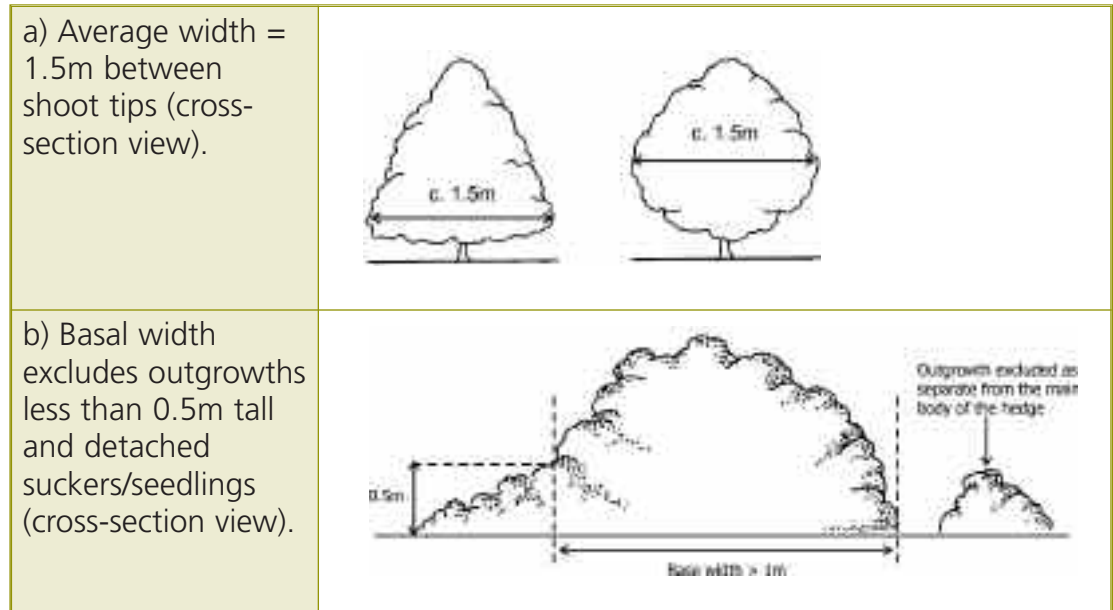 a) Average width =
1.5m between
shoot tips (cross-
section view).
c. 1.5m
c. 1.5m
b) Basal width
excludes outgrowths
less than 0.5m tall
and detached
suckers/seedlings
(cross-section view).
0.5m
Outgrowth excluded as
separate from the main
body of the hedge
Base width > 1m